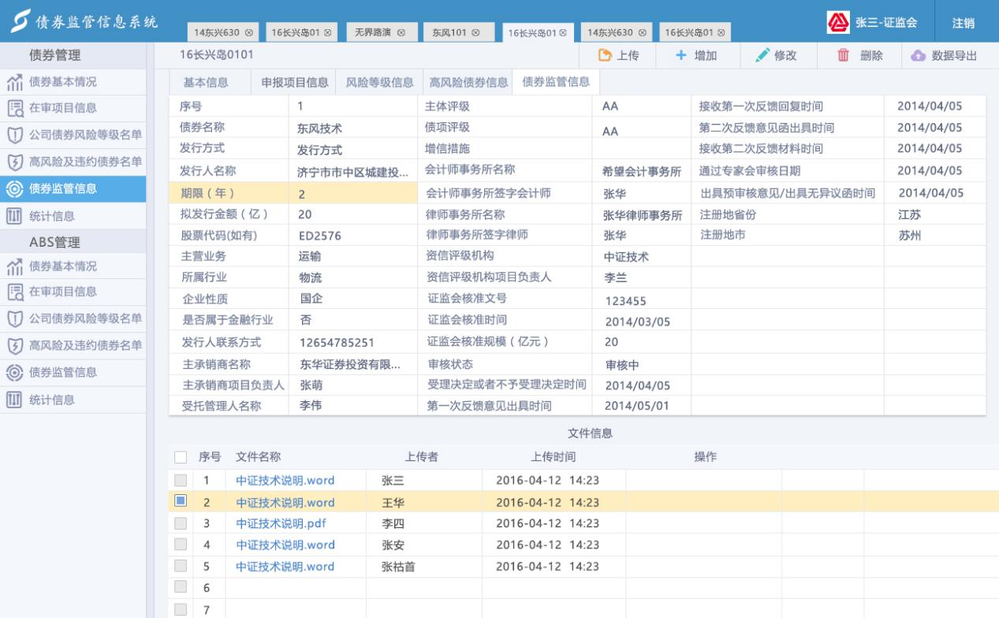 债券监管信息系统
14东兴630 16长兴岛01 无界路演 东风101 16长兴岛01 14东兴630 16长兴岛01
张三-证监会 注销
债券管理
债券基本情况
在审项目信息
公司债券风险等级名单
高风险及违约债券名单
债券监管信息
统计信息
ABS管理
债券基本情况
在审项目信息
公司债券风险等级名单
高风险及违约债券名单
债券监管信息
统计信息
16长兴岛0101 上传 增加 修改 删除 数据导出
基本信息 申报项目信息 风险等级信息 高风险债券信息 债券监管信息
序号 1 主体评级 AA 接收第一次反馈回复时间 2014/04/05
债券名称 东风技术 债项评级 AA 第二次反馈意见函出具时间 2014/04/05
发行方式 发行方式 增信措施 接收第二次反馈材料时间 2014/04/05
发行人名称 济宁市市中区城建投... 会计师事务所名称 希望会计事务所 通过专家会审核日期 2014/04/05
期限（年） 2 会计师事务所签字会计师 张华 出具预审核意见/出具无异议函时间 2014/04/05
拟发行金额（亿） 20 律师事务所名称 张华律师事务所 注册地省份 江苏
股票代码(如有) ED2576 律师事务所签字律师 张华 注册地市 苏州
主营业务 运输 资信评级机构 中证技术
所属行业 物流 资信评级机构项目负责人 李兰
企业性质 国企 证监会核准文号 123455
是否属于金融行业 否 证监会核准时间 2014/03/05
发行人联系方式 12654785251 证监会核准规模（亿元） 20
主承销商名称 东华证券投资有限... 审核状态 审核中
主承销商项目负责人 张萌 受理决定或者不予受理决定时间 2014/04/05
受托管理人名称 李伟 第一次反馈意见出具时间 2014/05/01
文件信息
序号 文件名称 上传者 上传时间 操作
1 中证技术说明.word 张三 2016-04-12 14:23
2 中证技术说明.word 王华 2016-04-12 14:23
3 中证技术说明.pdf 李四 2016-04-12 14:23
4 中证技术说明.word 张安 2016-04-12 14:23
5 中证技术说明.word 张祜首 2016-04-12 14:23
6
7